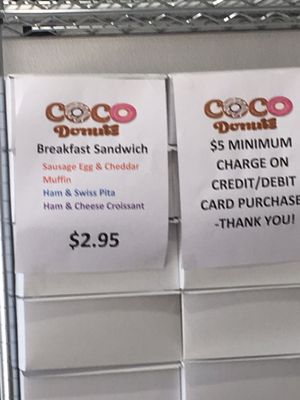 COCO
Donuts
Breakfast Sandwich
Sausage Egg & Cheddar
Muffin
Ham & Swiss Pita
Ham & Cheese Croissant
$2.95
COCO
Donuts
$5 MINIMUM
CHARGE ON
CREDIT/DEBIT
CARD PURCHASE
-THANK YOU!